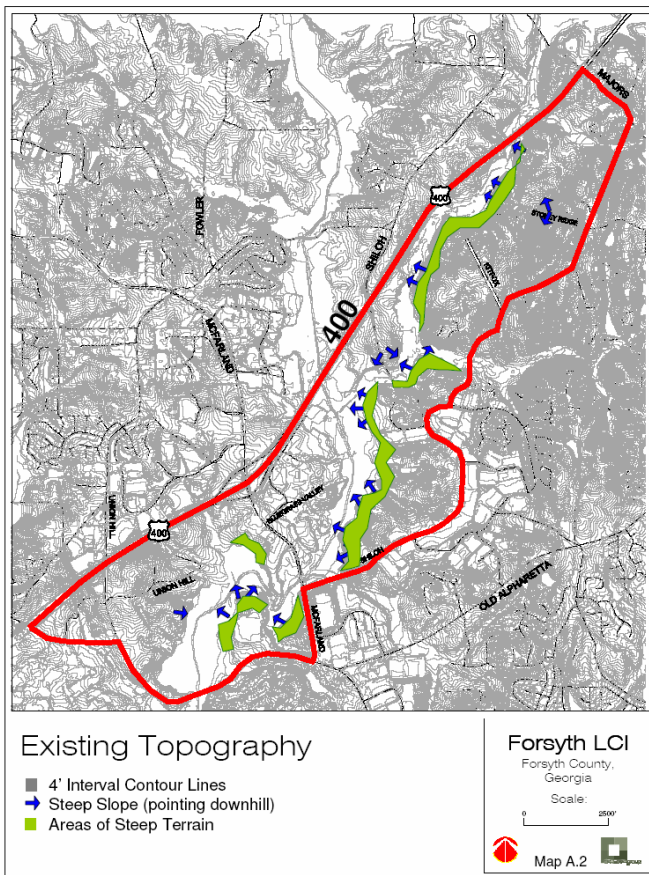 MAJORS
400
STONEY RIDGE
FOWLER
SHILOH
400
MCFARLAND
UNION HILL
400
BLUEGRASS VALLEY
SHILOH
UNION HILL
OLD ALPHARETTA
MCFARLAND
Existing Topography
4' Interval Contour Lines
Steep Slope (pointing downhill)
Areas of Steep Terrain
Forsyth LCI
Forsyth County,
Georgia
Scale:
0 2500'
Map A.2